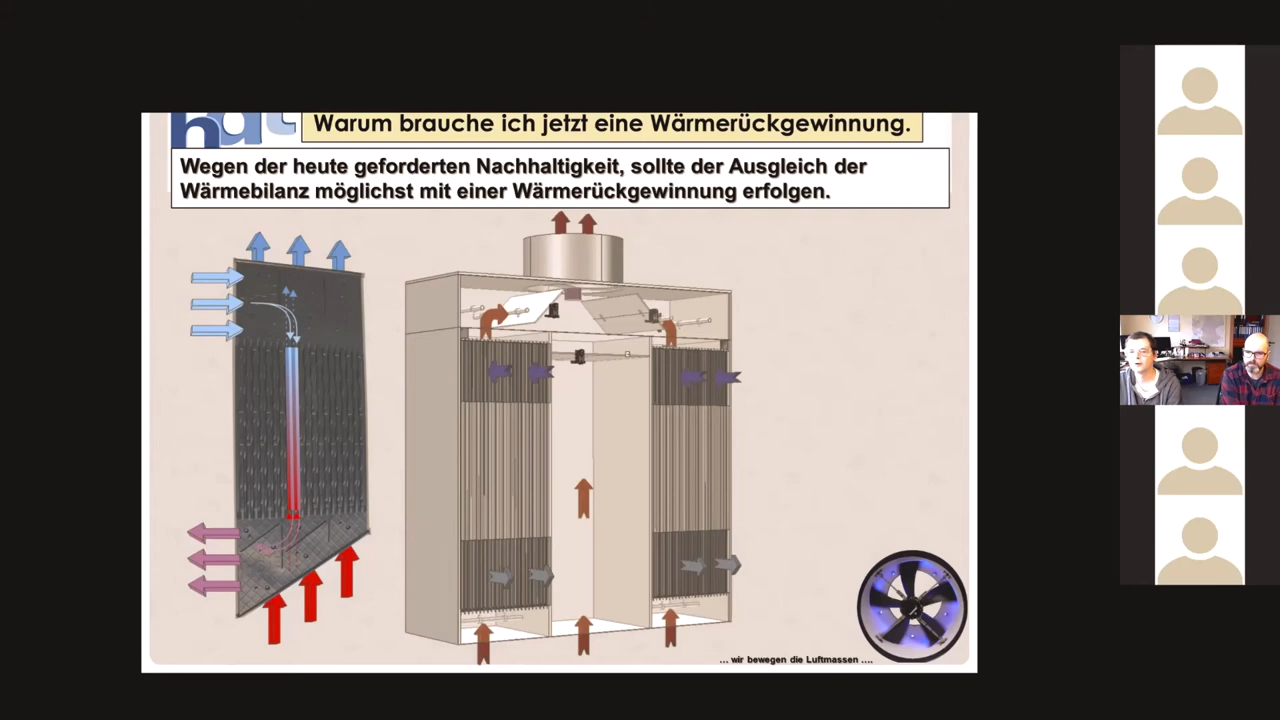 hdt
Warum brauche ich jetzt eine Wärmerückgewinnung.
Wegen der heute geforderten Nachhaltigkeit, sollte der Ausgleich der
Wärmebilanz möglichst mit einer Wärmerückgewinnung erfolgen.
... wir bewegen die Luftmassen ....